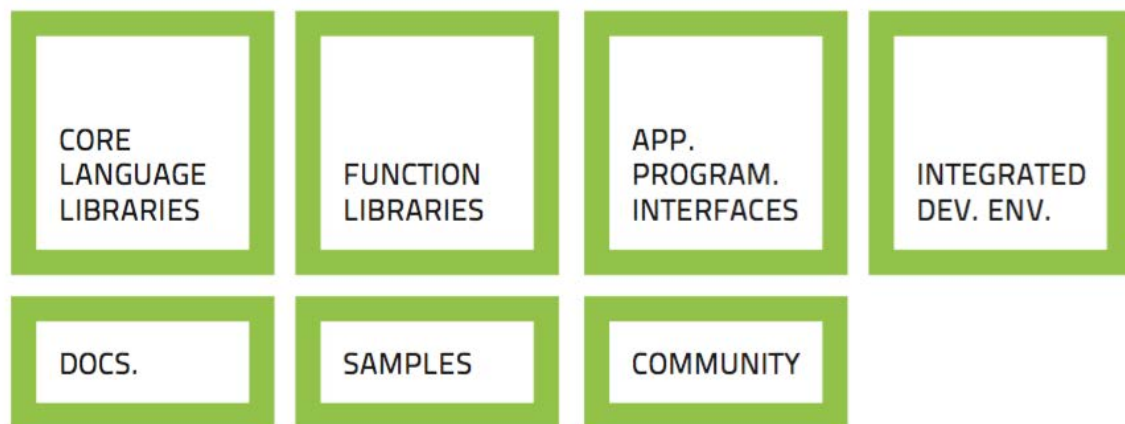 CORE
LANGUAGE
LIBRARIES
FUNCTION
LIBRARIES
APP.
PROGRAM.
INTERFACES
INTEGRATED
DEV. ENV.
DOCS.
SAMPLES
COMMUNITY